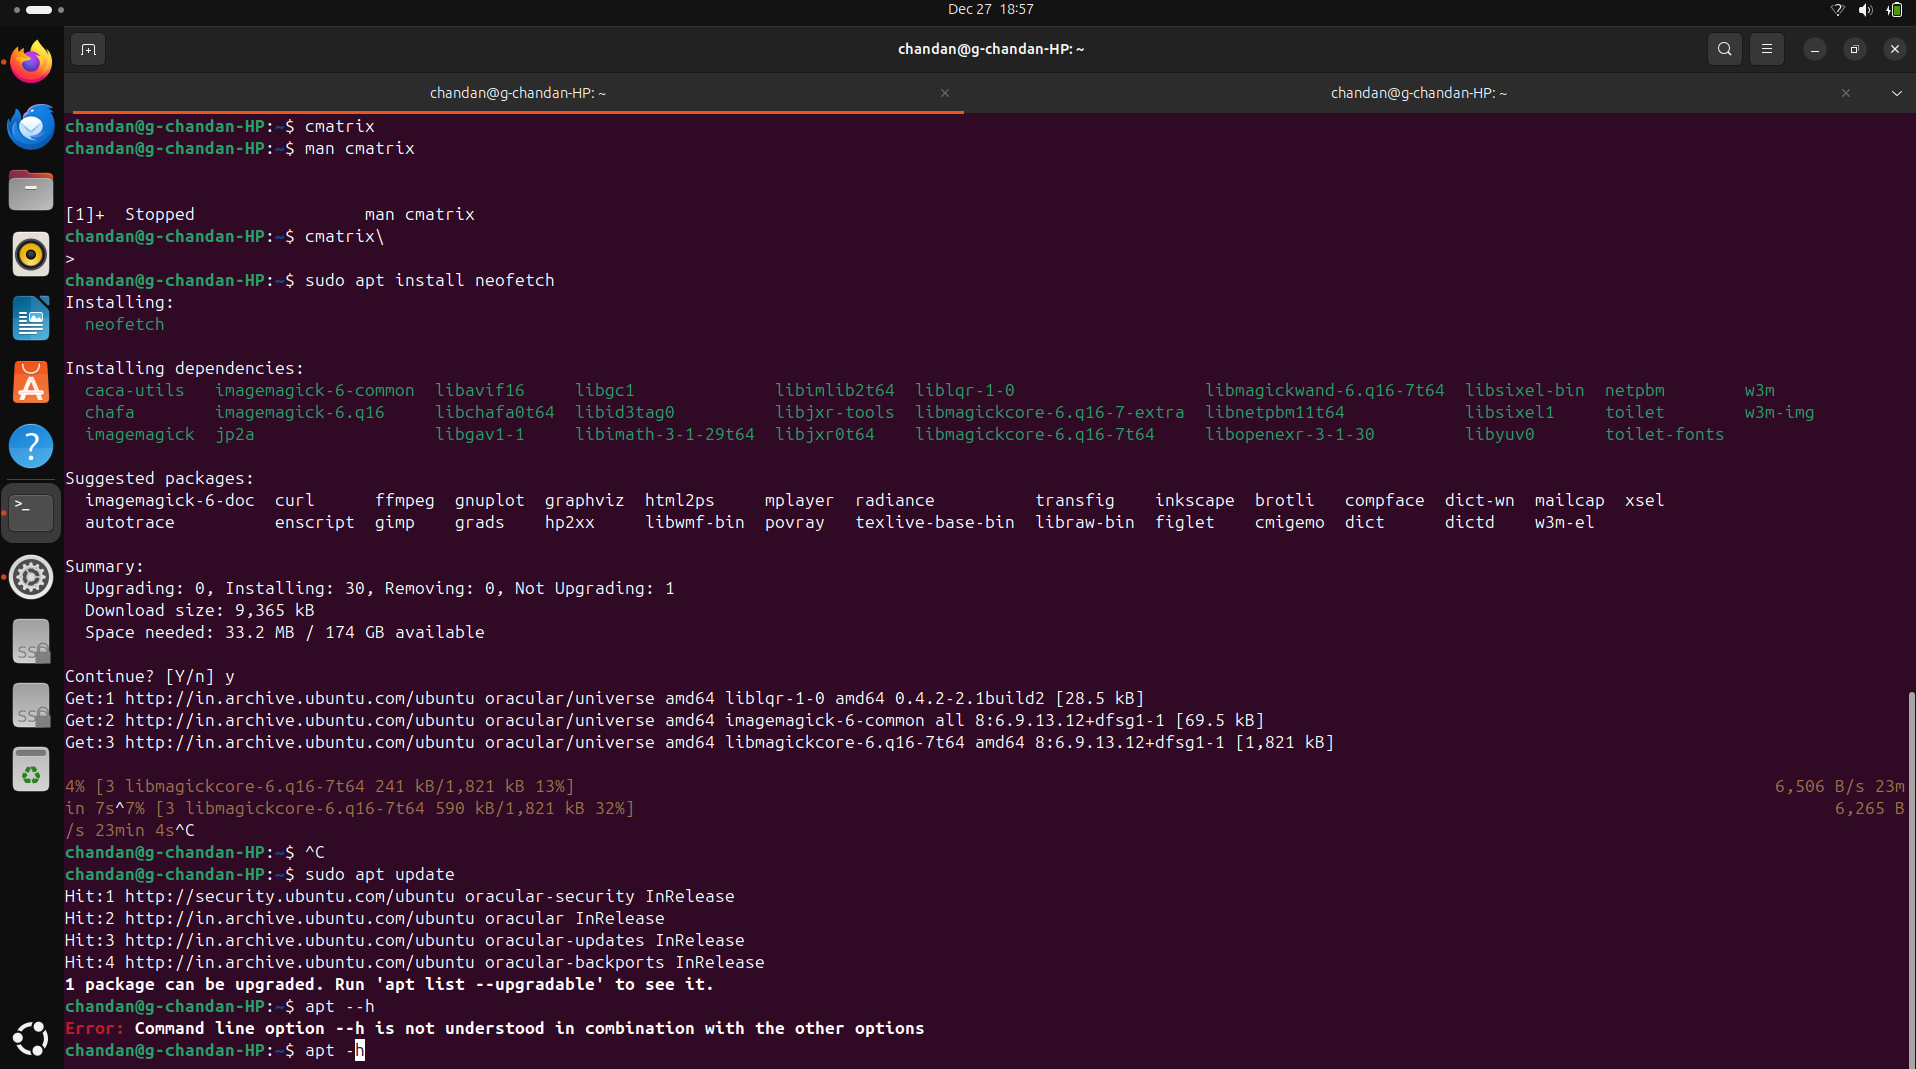 Dec 27 18:57
chandan@g-chandan-HP: ~
chandan@g-chandan-HP: ~
chandan@g-chandan-HP: ~
chandan@g-chandan-HP:~$ cmatrix
chandan@g-chandan-HP:~$ man cmatrix
[1]+  Stopped                 man cmatrix
chandan@g-chandan-HP:~$ cmatrix\
>
chandan@g-chandan-HP:~$ sudo apt install neofetch
Installing:
  neofetch
Installing dependencies:
  caca-utils   imagemagick-6-common  libavif16     libgc1              libimlib2t64  liblqr-1-0                   libmagickwand-6.q16-7t64  libsixel-bin  netpbm        w3m
  chafa        imagemagick-6.q16     libchafa0t64  libid3tag0          libjxr-tools  libmagickcore-6.q16-7-extra  libnetpbm11t64            libsixel1     toilet        w3m-img
  imagemagick  jp2a                  libgav1-1     libimath-3-1-29t64  libjxr0t64    libmagickcore-6.q16-7t64     libopenexr-3-1-30         libyuv0       toilet-fonts
Suggested packages:
  imagemagick-6-doc  curl      ffmpeg  gnuplot  graphviz  html2ps     mplayer  radiance          transfig    inkscape  brotli   compface  dict-wn  mailcap  xsel
  autotrace          enscript  gimp    grads    hp2xx     libwmf-bin  povray   texlive-base-bin  libraw-bin  figlet    cmigemo  dict      dictd    w3m-el
Summary:
  Upgrading: 0, Installing: 30, Removing: 0, Not Upgrading: 1
  Download size: 9,365 kB
  Space needed: 33.2 MB / 174 GB available
Continue? [Y/n] y
Get:1 http://in.archive.ubuntu.com/ubuntu oracular/universe amd64 liblqr-1-0 amd64 0.4.2-2.1build2 [28.5 kB]
Get:2 http://in.archive.ubuntu.com/ubuntu oracular/universe amd64 imagemagick-6-common all 8:6.9.13.12+dfsg1-1 [69.5 kB]
Get:3 http://in.archive.ubuntu.com/ubuntu oracular/universe amd64 libmagickcore-6.q16-7t64 amd64 8:6.9.13.12+dfsg1-1 [1,821 kB]
4% [3 libmagickcore-6.q16-7t64 241 kB/1,821 kB 13%] 6,506 B/s 23m
in 7s^7% [3 libmagickcore-6.q16-7t64 590 kB/1,821 kB 32%] 6,265 B
/s 23min 4s^C
chandan@g-chandan-HP:~$ ^C
chandan@g-chandan-HP:~$ sudo apt update
Hit:1 http://security.ubuntu.com/ubuntu oracular-security InRelease
Hit:2 http://in.archive.ubuntu.com/ubuntu oracular InRelease
Hit:3 http://in.archive.ubuntu.com/ubuntu oracular-updates InRelease
Hit:4 http://in.archive.ubuntu.com/ubuntu oracular-backports InRelease
1 package can be upgraded. Run 'apt list --upgradable' to see it.
chandan@g-chandan-HP:~$ apt --h
Error: Command line option --h is not understood in combination with the other options
chandan@g-chandan-HP:~$ apt -h